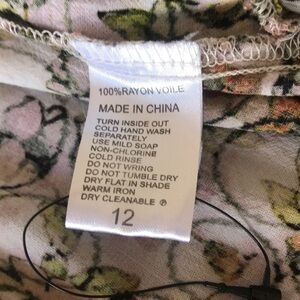 100%RAYON VOILE
MADE IN CHINA
TURN INSIDE OUT
COLD HAND WASH
SEPARATELY
USE MILD SOAP
NON-CHLORINE
COLD RINSE
DO NOT WRING
DO NOT TUMBLE DRY
DRY FLAT IN SHADE
WARM IRON
DRY CLEANABLE Ⓟ
12